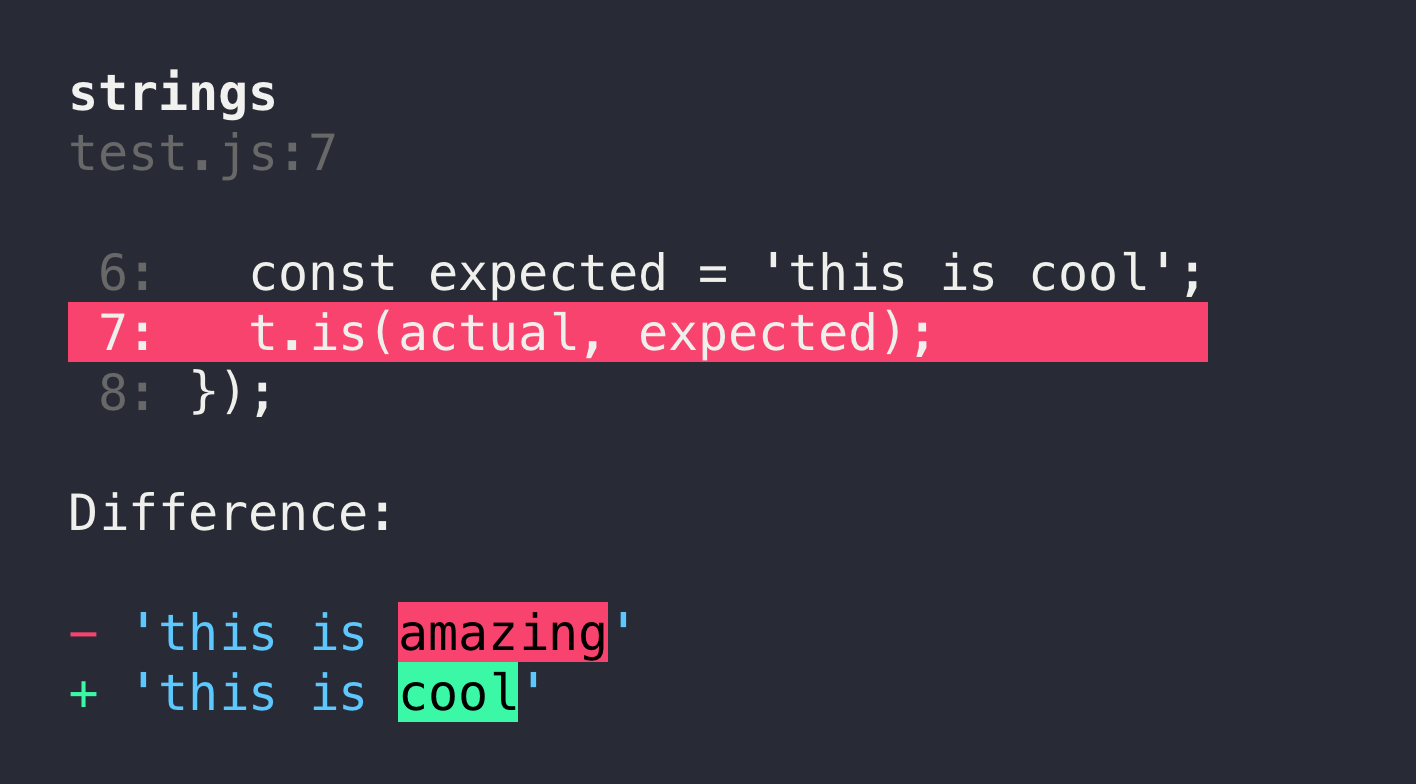 strings
test.js:7
6:   const expected = 'this is cool';
7:   t.is(actual, expected);
8: });
Difference:
- 'this is amazing'
+ 'this is cool'